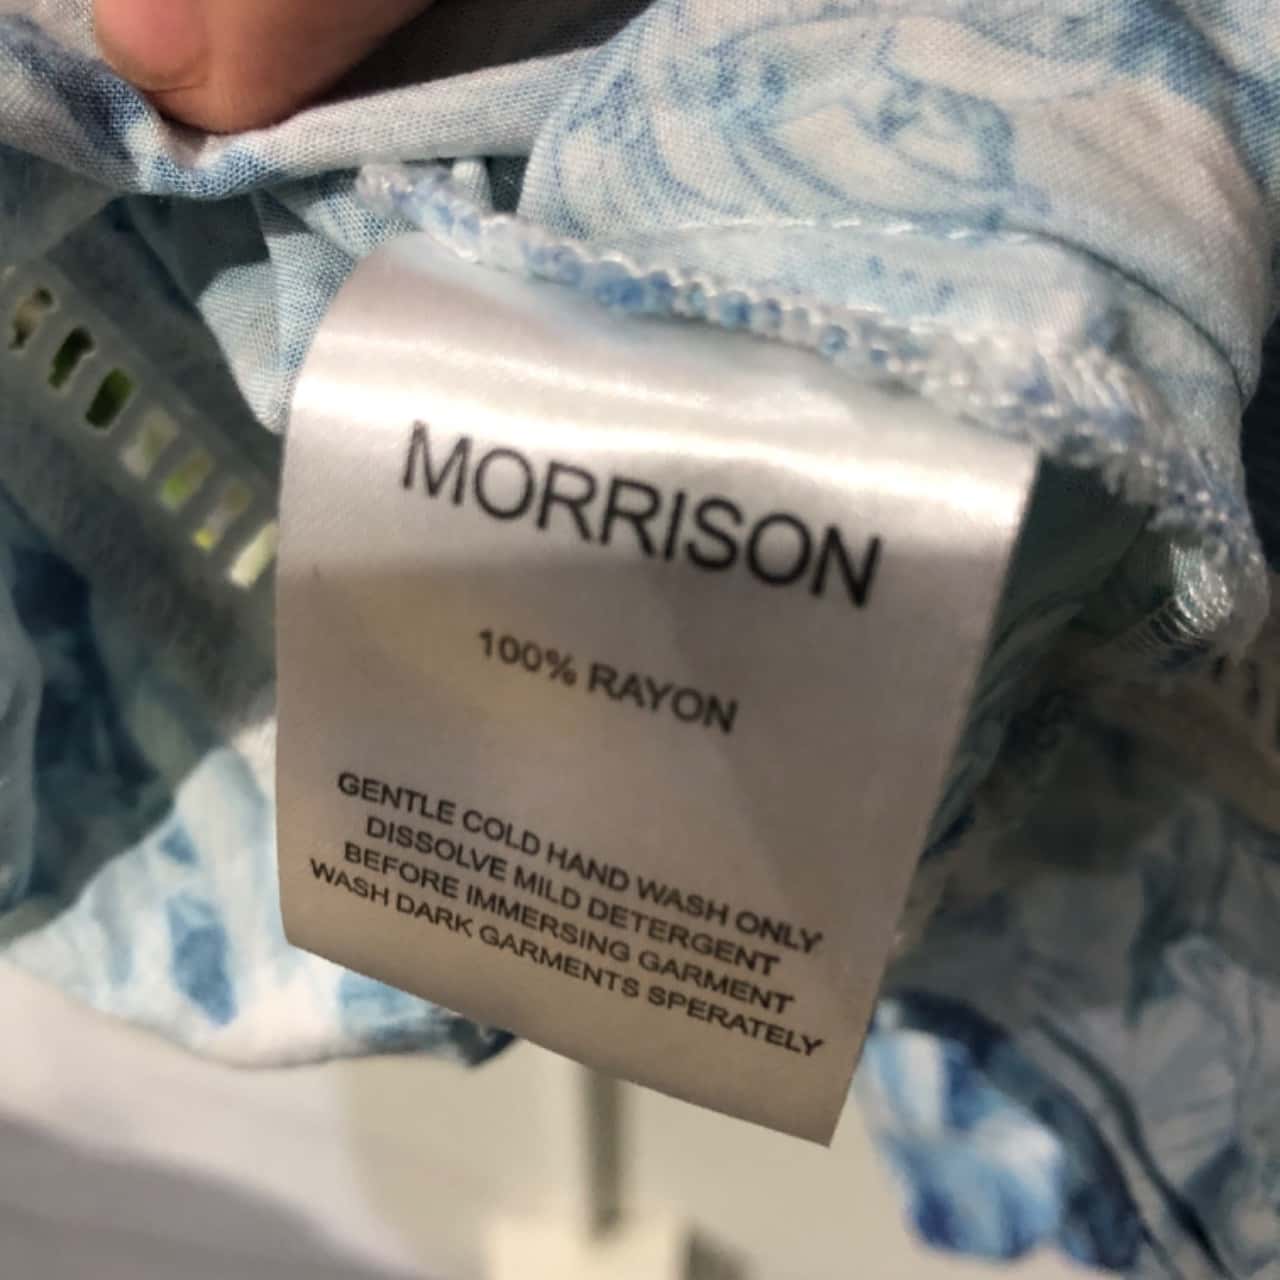 MORRISON
100% RAYON
GENTLE COLD HAND WASH ONLY
DISSOLVE MILD DETERGENT
BEFORE IMMERSING GARMENT
WASH DARK GARMENTS SPERATELY